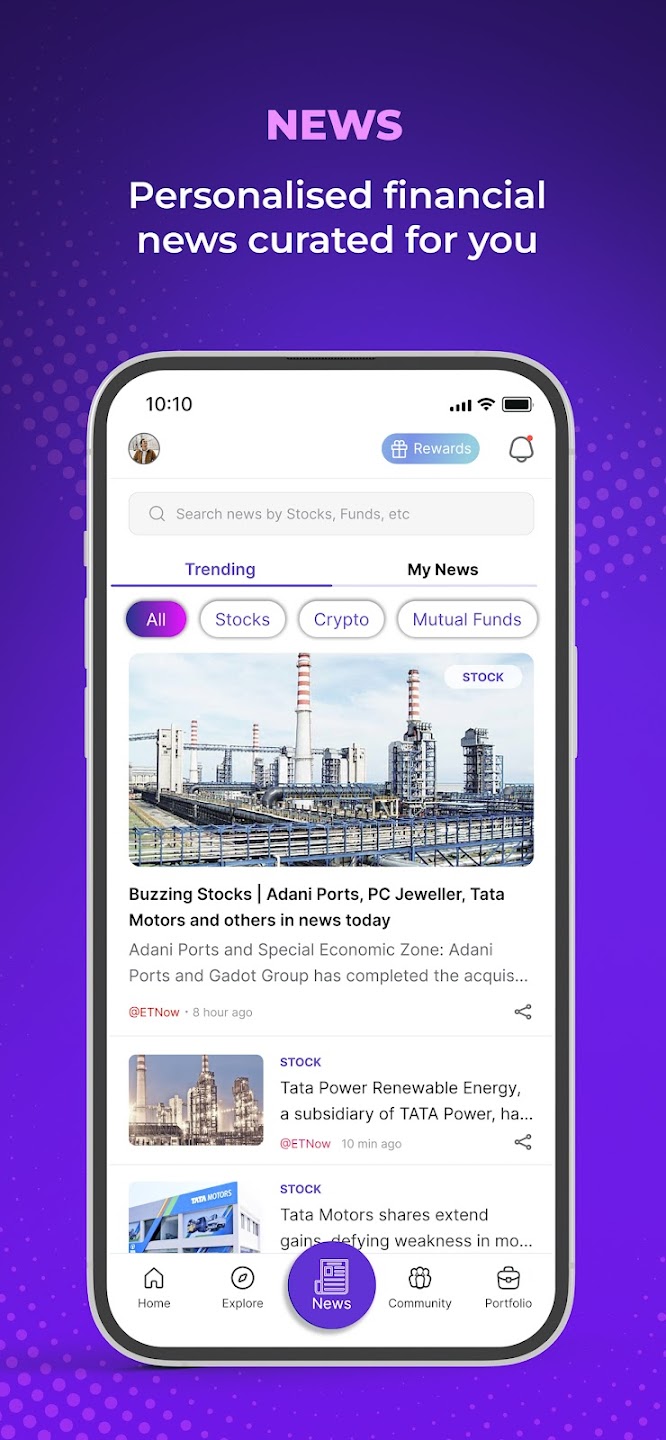 NEWS
Personalised financial
news curated for you
10:10
Rewards
Search news by Stocks, Funds, etc
Trending
My News
All
Stocks
Crypto
Mutual Funds
STOCK
Buzzing Stocks | Adani Ports, PC Jeweller, Tata
Motors and others in news today
Adani Ports and Special Economic Zone: Adani
Ports and Gadot Group has completed the acquis...
@ETNow • 8 hour ago
STOCK
Tata Power Renewable Energy,
a subsidiary of TATA Power, ha...
@ETNow 10 min ago
TATA MOTORS
STOCK
Tata Motors shares extend
gains, defying weakness in mo...
Home
Explore
News
Community
Portfolio